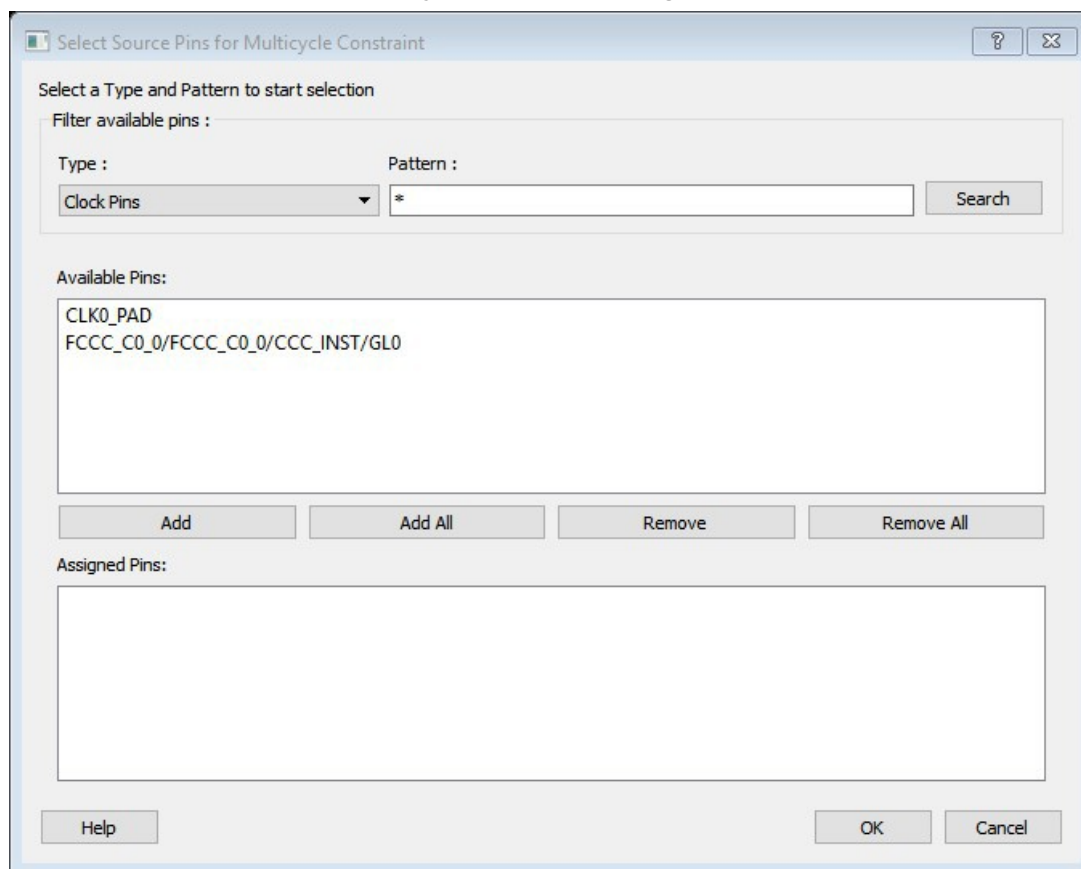 Select Source Pins for Multicycle Constraint
Select a Type and Pattern to start selection
Filter available pins :
Type :
Pattern :
Clock Pins
*
Search
Available Pins:
CLK0_PAD
FCCC_C0_0/FCCC_C0_0/CCC_INST/GL0
Add
Add All
Remove
Remove All
Assigned Pins:
Help
OK
Cancel